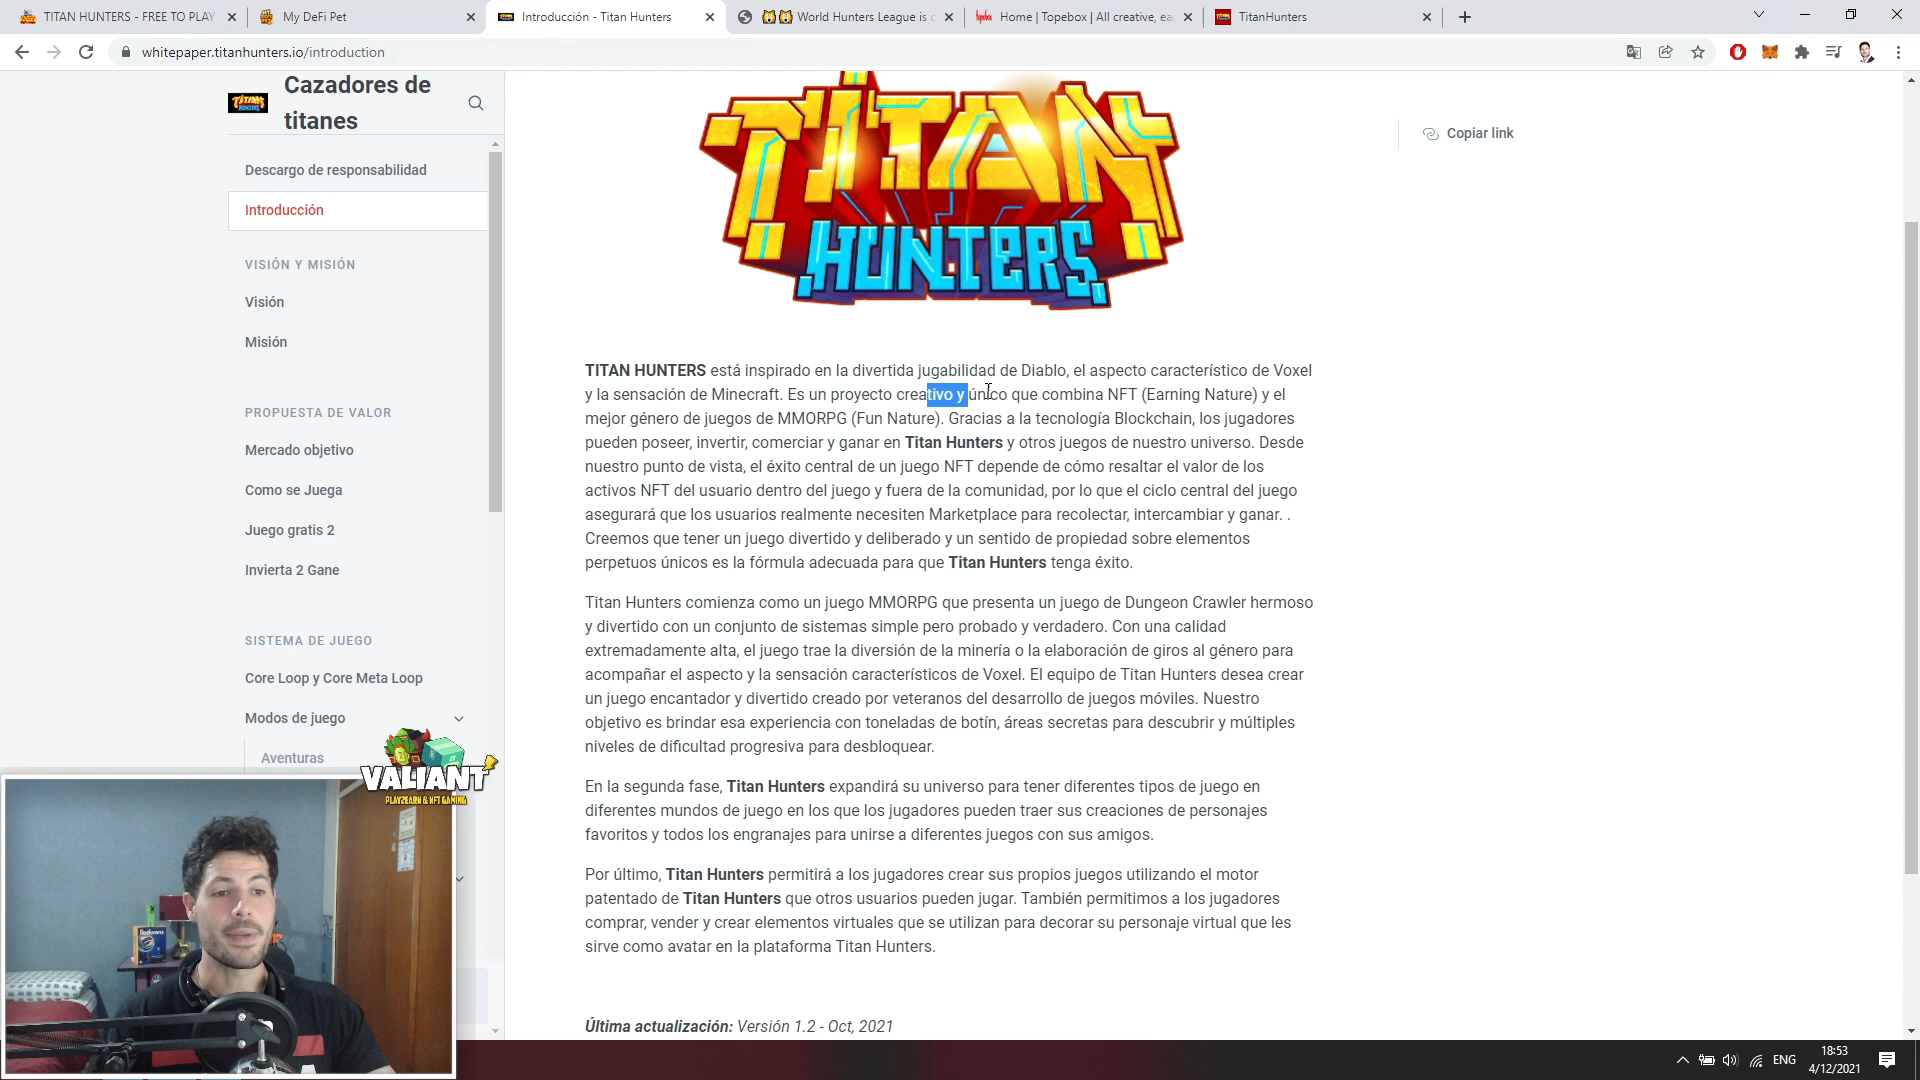 TITAN HUNTERS - FREE TO PLAY
My DeFi Pet
Introducción - Titan Hunters
World Hunters League is c
Home | Topebox | All creative, ea
TitanHunters
whitepaper.titanhunters.io/introduction
Cazadores de
titanes
Descargo de responsabilidad
Introducción
VISIÓN Y MISIÓN
Visión
Misión
PROPUESTA DE VALOR
Mercado objetivo
Como se Juega
Juego gratis 2
Invierta 2 Gane
SISTEMA DE JUEGO
Core Loop y Core Meta Loop
Modos de juego
Aventuras
TITAN
HUNTERS
Copiar link
TITAN HUNTERS está inspirado en la divertida jugabilidad de Diablo, el aspecto característico de Voxel
y la sensación de Minecraft. Es un proyecto creativo y único que combina NFT (Earning Nature) y el
mejor género de juegos de MMORPG (Fun Nature). Gracias a la tecnología Blockchain, los jugadores
pueden poseer, invertir, comerciar y ganar en Titan Hunters y otros juegos de nuestro universo. Desde
nuestro punto de vista, el éxito central de un juego NFT depende de cómo resaltar el valor de los
activos NFT del usuario dentro del juego y fuera de la comunidad, por lo que el ciclo central del juego
asegurará que los usuarios realmente necesiten Marketplace para recolectar, intercambiar y ganar. .
Creemos que tener un juego divertido y deliberado y un sentido de propiedad sobre elementos
perpetuos únicos es la fórmula adecuada para que Titan Hunters tenga éxito.
Titan Hunters comienza como un juego MMORPG que presenta un juego de Dungeon Crawler hermoso
y divertido con un conjunto de sistemas simple pero probado y verdadero. Con una calidad
extremadamente alta, el juego trae la diversión de la minería o la elaboración de giros al género para
acompañar el aspecto y la sensación característicos de Voxel. El equipo de Titan Hunters desea crear
un juego encantador y divertido creado por veteranos del desarrollo de juegos móviles. Nuestro
objetivo es brindar esa experiencia con toneladas de botín, áreas secretas para descubrir y múltiples
niveles de dificultad progresiva para desbloquear.
En la segunda fase, Titan Hunters expandirá su universo para tener diferentes tipos de juego en
diferentes mundos de juego en los que los jugadores pueden traer sus creaciones de personajes
favoritos y todos los engranajes para unirse a diferentes juegos con sus amigos.
Por último, Titan Hunters permitirá a los jugadores crear sus propios juegos utilizando el motor
patentado de Titan Hunters que otros usuarios pueden jugar. También permitimos a los jugadores
comprar, vender y crear elementos virtuales que se utilizan para decorar su personaje virtual que les
sirve como avatar en la plataforma Titan Hunters.
Última actualización: Versión 1.2 - Oct, 2021
VALIANT
PLAY2EARN & NFT GAMING
ENG
18:53
4/12/2021